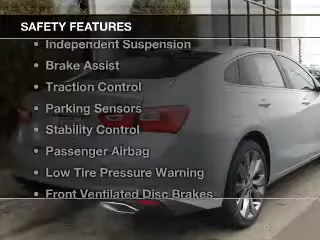 SAFETY FEATURES
• Independent Suspension
• Brake Assist
• Traction Control
• Parking Sensors
• Stability Control
• Passenger Airbag
• Low Tire Pressure Warning
• Front Ventilated Disc Brakes